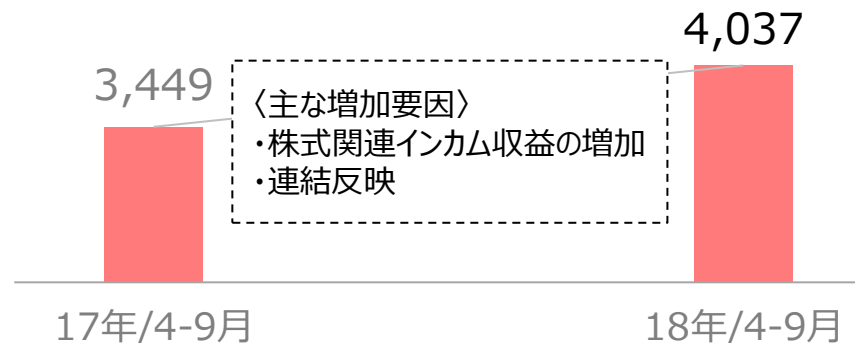 4,037
3,449
〈主な増加要因〉
・株式関連インカム収益の増加
・連結反映
17年/4-9月
18年/4-9月